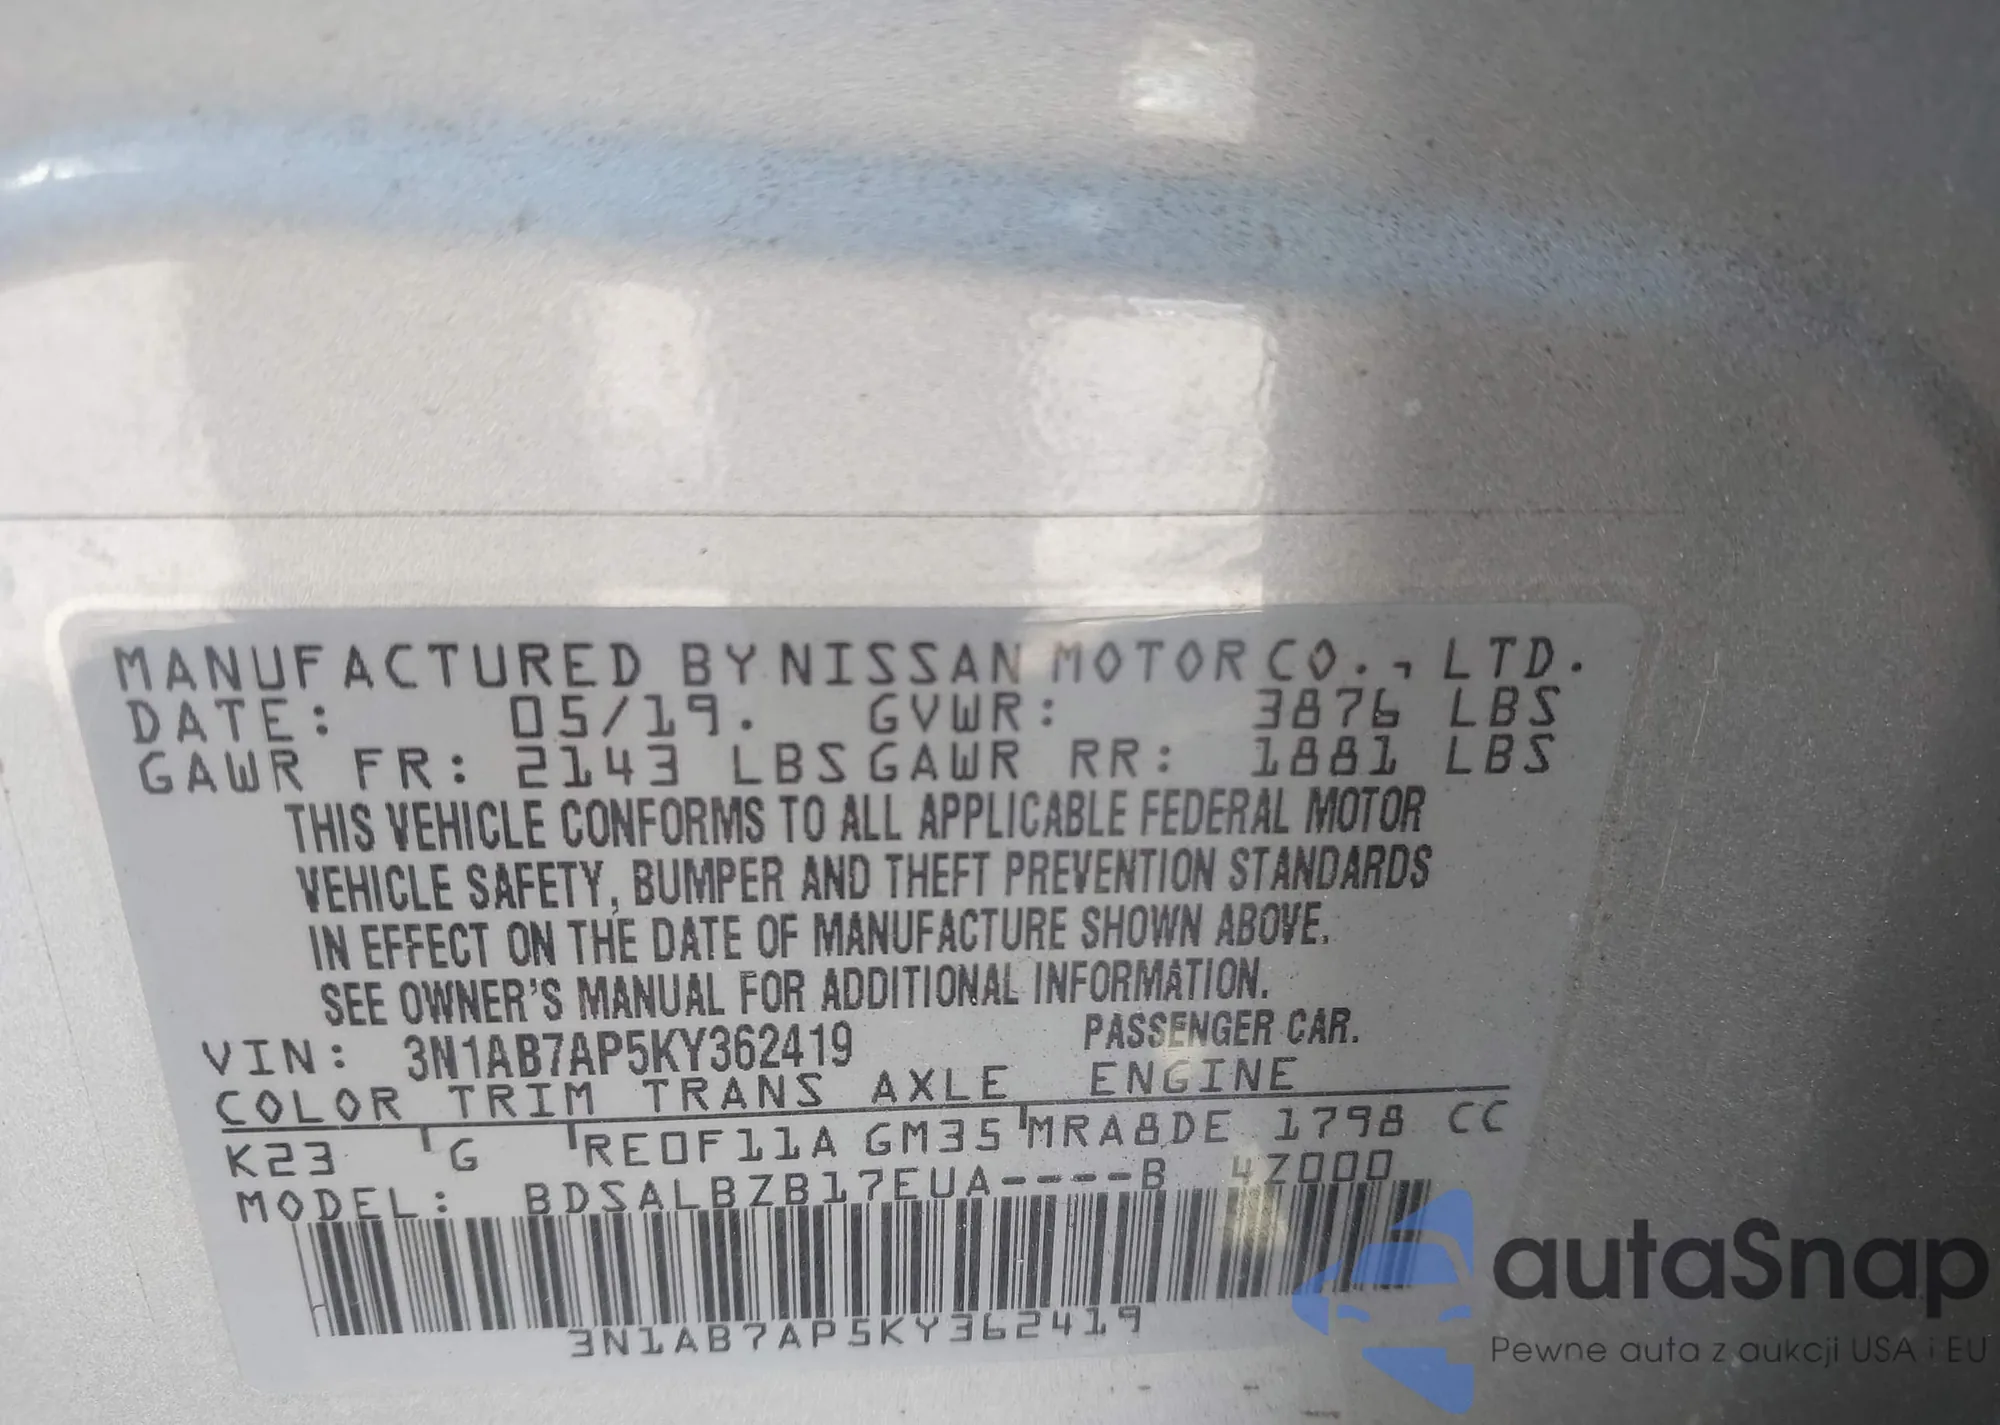 MANUFACTURED BY NISSAN MOTOR CO., LTD.
DATE: 05/19. GVWR: 3876 LBS
GAWR FR: 2143 LBS GAWR RR: 1881 LBS
THIS VEHICLE CONFORMS TO ALL APPLICABLE FEDERAL MOTOR
VEHICLE SAFETY, BUMPER AND THEFT PREVENTION STANDARDS
IN EFFECT ON THE DATE OF MANUFACTURE SHOWN ABOVE.
SEE OWNER'S MANUAL FOR ADDITIONAL INFORMATION.
VIN: 3N1AB7AP5KY362419 PASSENGER CAR.
COLOR TRIM TRANS AXLE ENGINE
K23 G RE0F11A GM35 MRA8DE 1798 CC
MODEL: BDSALBZB17EUA----B 4Z000
3N1AB7AP5KY362419
autaSnap
Pewne auta z aukcji USA i EU